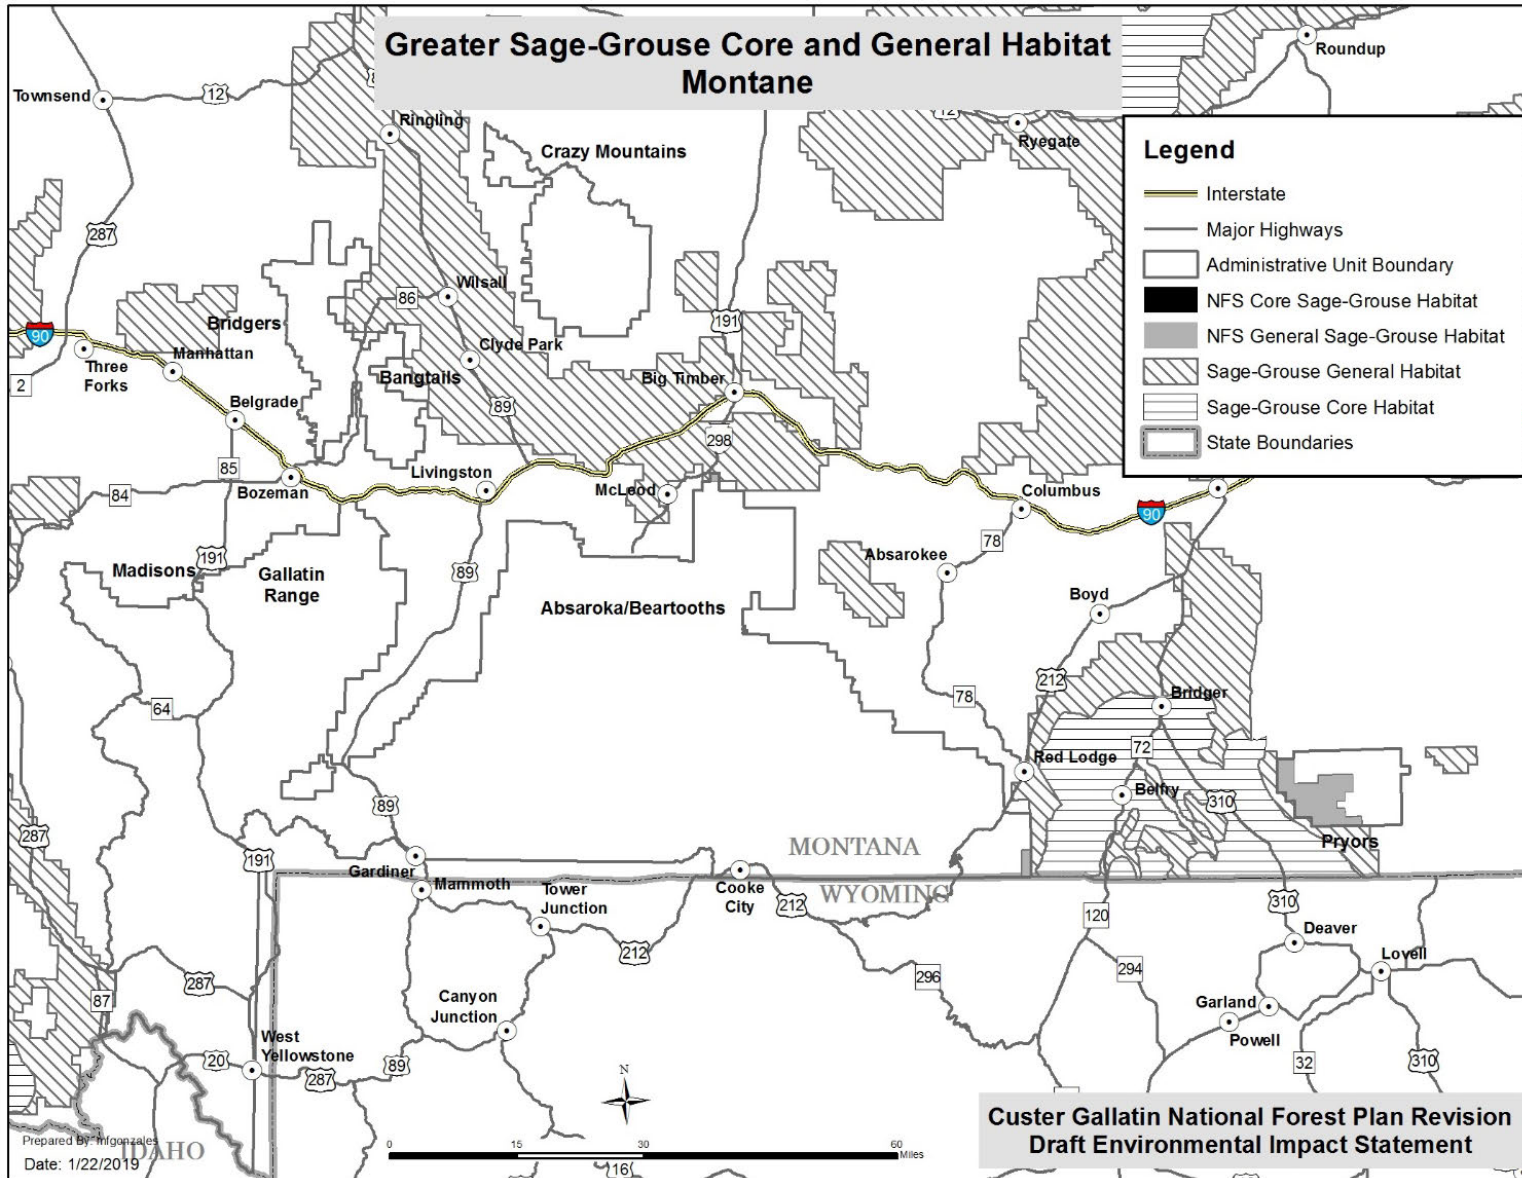 Greater Sage-Grouse Core and General Habitat
Montane
Roundup
Townsend
12
Ringling
12
Ryegate
Crazy Mountains
Legend
Interstate
Major Highways
Administrative Unit Boundary
NFS Core Sage-Grouse Habitat
NFS General Sage-Grouse Habitat
Sage-Grouse General Habitat
Sage-Grouse Core Habitat
State Boundaries
287
Wilsall
86
Bridgers
191
90
Manhattan
Three
Forks
Clyde Park
2
Bangtails
Big Timber
Belgrade
89
298
85
Livingston
84
Bozeman
McLeod
Columbus
90
78
Absarokee
191
Madisons
Gallatin
Range
89
Absaroka/Beartooths
Boyd
212
64
78
Bridger
72
Red Lodge
Belfry
310
89
287
MONTANA
Pryors
191
Gardiner
Mammoth
Tower
Junction
Cooke
City
WYOMING
212
120
310
Deaver
212
Lovell
296
294
287
87
Canyon
Junction
Garland
Powell
West
Yellowstone
20
287
89
32
310
N
0
15
30
60
Miles
116
Custer Gallatin National Forest Plan Revision
Draft Environmental Impact Statement
Prepared By: mfgonzales
IDAHO
Date: 1/22/2019